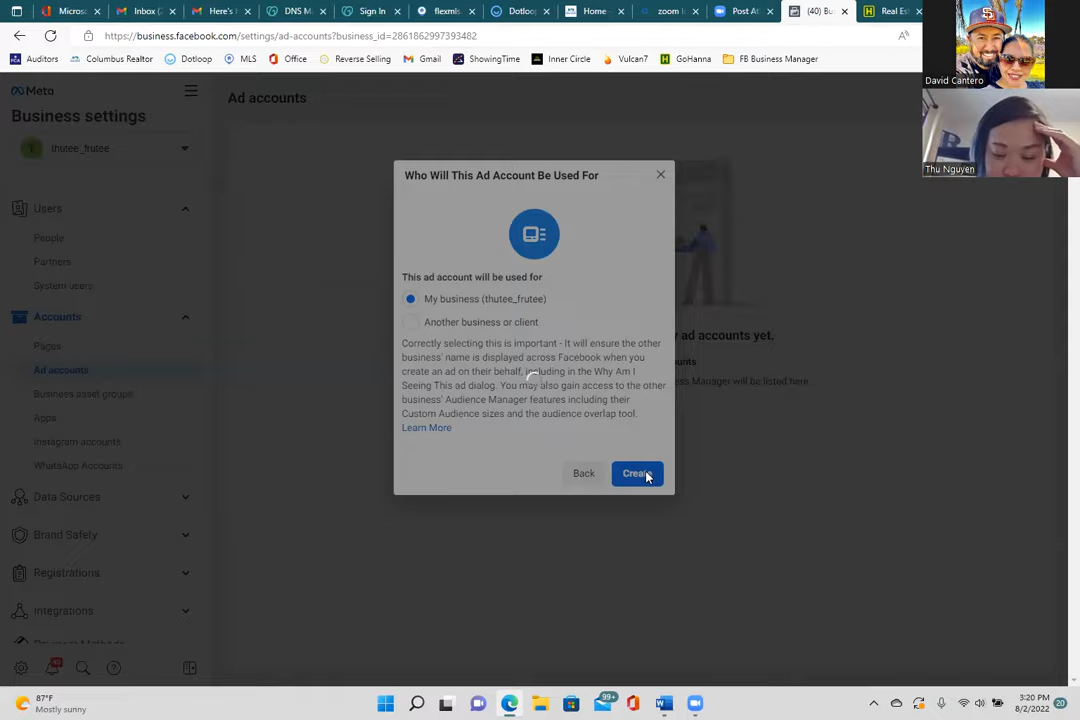 Microso
Inbox (
Here's
DNS M
Sign In
flexmls
Dotloop
Home
zoom
Post At
(40) Bu
Real Es
https://business.facebook.com/settings/ad-accounts?business_id=2861862997393482
Auditors
Columbus Realtor
Dotloop
MLS
Office
Reverse Selling
Gmail
ShowingTime
Inner Circle
Vulcan7
GoHanna
FB Business Manager
David Cantero
Thu Nguyen
Meta
Business settings
thutee_frutee
Users
People
Partners
System users
Accounts
Pages
Ad accounts
Business asset groups
Apps
Instagram accounts
WhatsApp Accounts
Data Sources
Brand Safety
Registrations
Integrations
Payment Methods
Ad accounts
y ad accounts yet.
ounts
ess Manager will be listed here.
Who Will This Ad Account Be Used For
This ad account will be used for
My business (thutee_frutee)
Another business or client
Correctly selecting this is important - It will ensure the other
business' name is displayed across Facebook when you
create an ad on their behalf, including in the Why Am I
Seeing This ad dialog. You may also gain access to the other
business' Audience Manager features including their
Custom Audience sizes and the audience overlap tool.
Learn More
Back
Create
87°F
Mostly sunny
99+
3:20 PM
8/2/2022
20